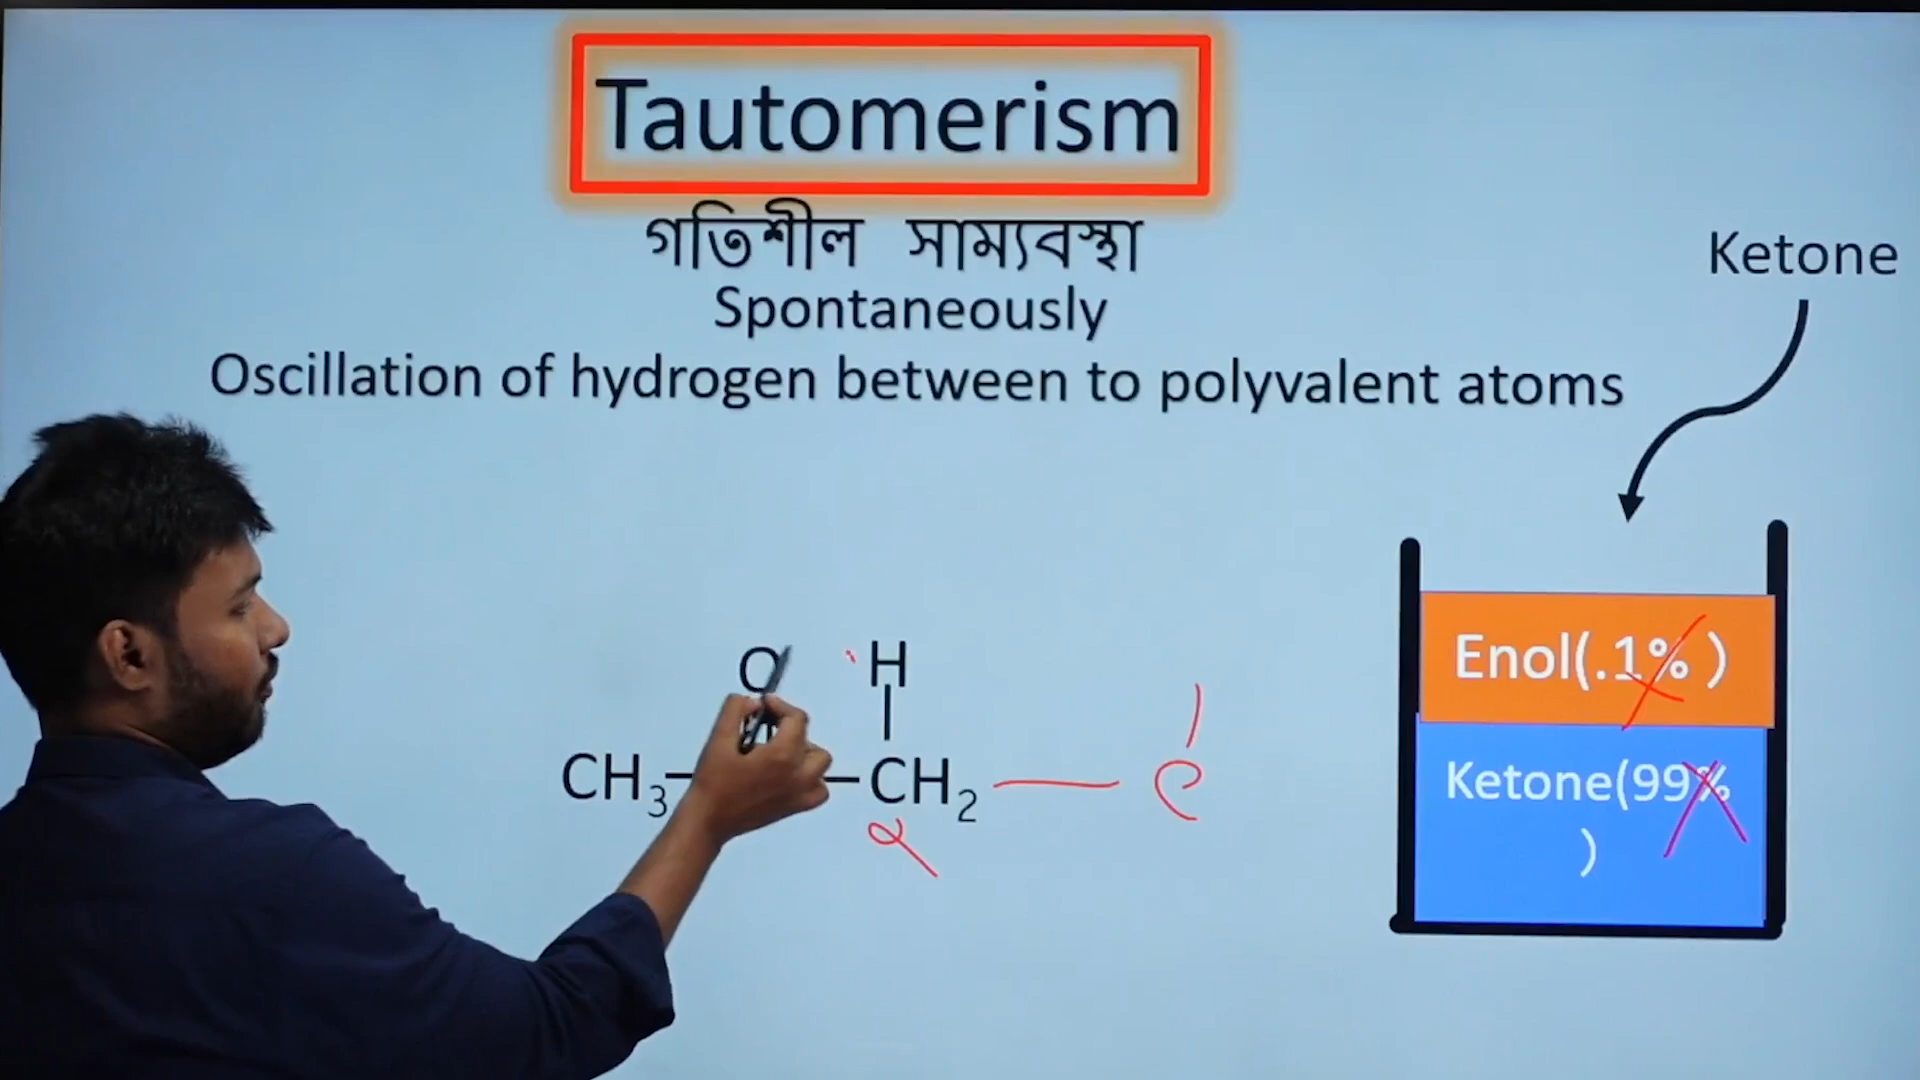 Tautomerism
গতিশীল সাম্যবস্থা
Spontaneously
Oscillation of hydrogen between to polyvalent atoms
Ketone
O H
CH₃— —CH₂
α
Enol(.1% )
Ketone(99%
)